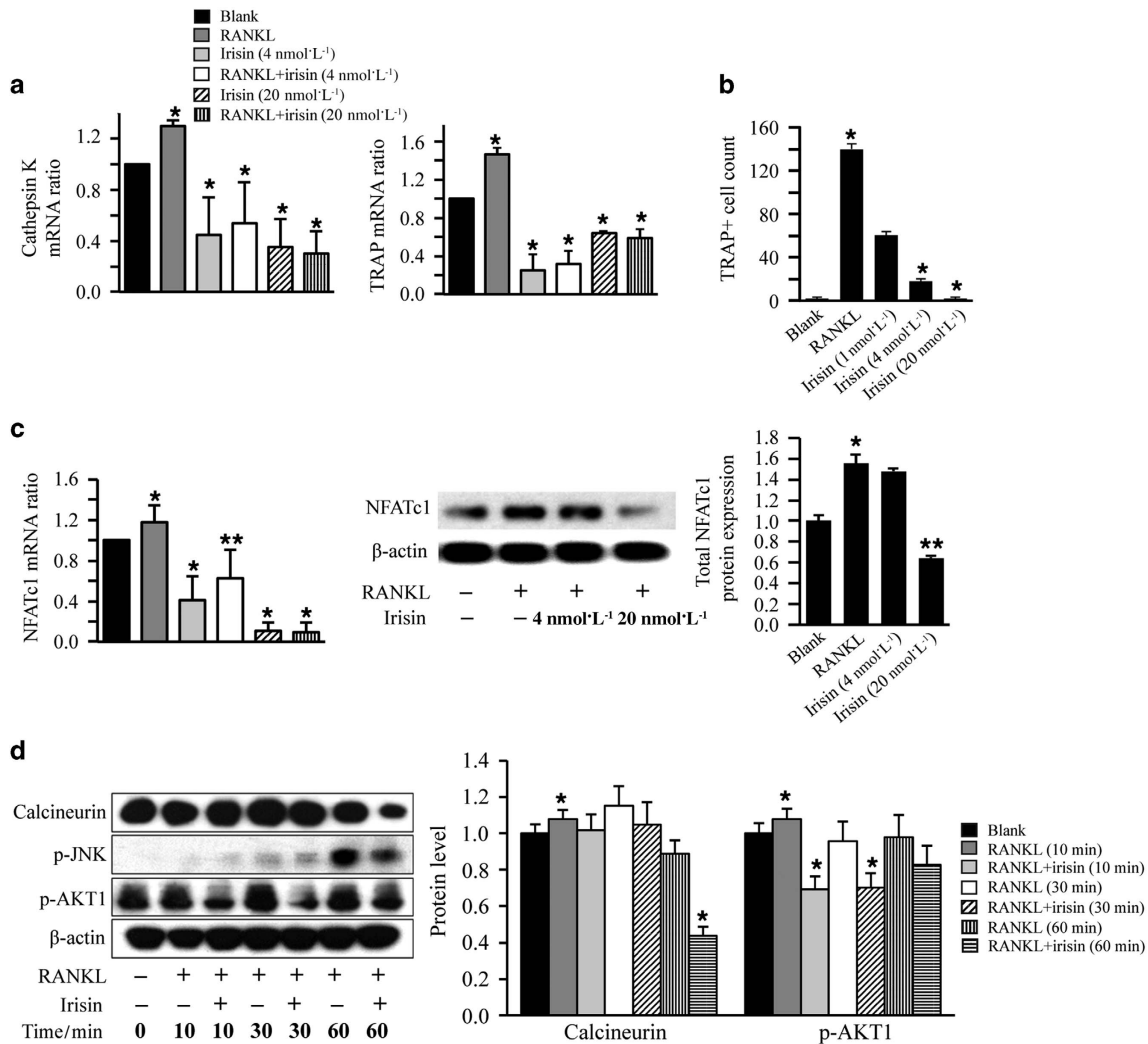 Blank
RANKL
Irisin (4 nmol·L⁻¹)
RANKL+irisin (4 nmol·L⁻¹)
Irisin (20 nmol·L⁻¹)
RANKL+irisin (20 nmol·L⁻¹)
a
Cathepsin K
mRNA ratio
1.2
0.8
0.4
0.0
* * * * *
TRAP mRNA ratio
1.8
1.4
1.0
0.6
0.0
* * * * *
b
TRAP+ cell count
160
120
80
40
0
* * *
Blank
RANKL
Irisin (1 nmol·L⁻¹)
Irisin (4 nmol·L⁻¹)
Irisin (20 nmol·L⁻¹)
c
NFATc1 mRNA ratio
1.6
1.2
0.8
0.4
0.0
* * ** * *
NFATc1
β-actin
RANKL – + + +
Irisin – – 4 nmol·L⁻¹ 20 nmol·L⁻¹
Total NFATc1
protein expression
1.8
1.6
1.4
1.2
1.0
0.8
0.6
0.4
0.2
0.0
* **
Blank
RANKL
Irisin (4 nmol·L⁻¹)
Irisin (20 nmol·L⁻¹)
d
Calcineurin
p-JNK
p-AKT1
β-actin
RANKL – + + + + + +
Irisin – – + – + – +
Time/min 0 10 10 30 30 60 60
Protein level
1.4
1.2
1.0
0.8
0.6
0.4
0.2
0.0
* * * * *
Calcineurin p-AKT1
Blank
RANKL (10 min)
RANKL+irisin (10 min)
RANKL (30 min)
RANKL+irisin (30 min)
RANKL (60 min)
RANKL+irisin (60 min)